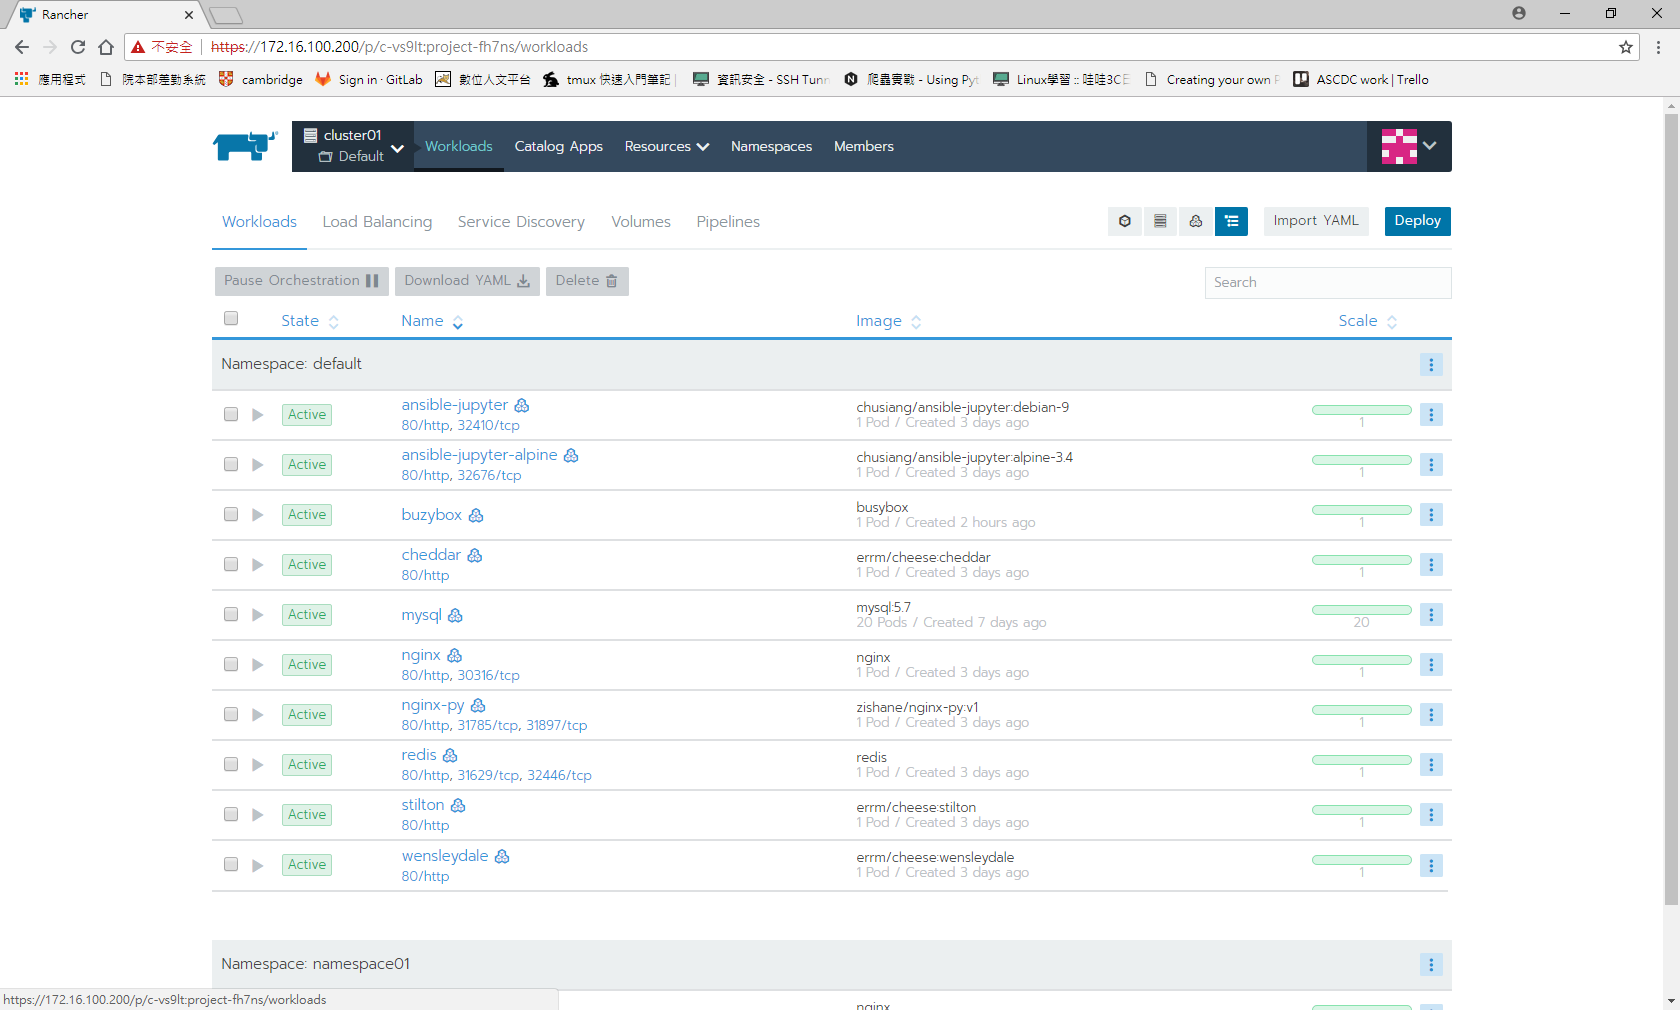 Rancher
不安全 https://172.16.100.200/p/c-vs9lt:project-fh7ns/workloads
應用程式 院本部差勤系統 cambridge Sign in · GitLab 數位人文平台 tmux 快速入門筆記 | 資訊安全 - SSH Tunn 爬蟲實戰 - Using Pyt Linux學習 :: 哇哇3CE Creating your own P ASCDC work | Trello
cluster01
Default
Workloads Catalog Apps Resources Namespaces Members
Workloads Load Balancing Service Discovery Volumes Pipelines Import YAML Deploy
Pause Orchestration Download YAML Delete Search
State Name Image Scale
Namespace: default
Active ansible-jupyter chusiang/ansible-jupyter:debian-9
80/http, 32410/tcp 1 Pod / Created 3 days ago 1
Active ansible-jupyter-alpine chusiang/ansible-jupyter:alpine-3.4
80/http, 32676/tcp 1 Pod / Created 3 days ago 1
Active buzybox busybox
1 Pod / Created 2 hours ago 1
Active cheddar errm/cheese:cheddar
80/http 1 Pod / Created 3 days ago 1
Active mysql mysql:5.7
20 Pods / Created 7 days ago 20
Active nginx nginx
80/http, 30316/tcp 1 Pod / Created 3 days ago 1
Active nginx-py zishane/nginx-py:v1
80/http, 31785/tcp, 31897/tcp 1 Pod / Created 3 days ago 1
Active redis redis
80/http, 31629/tcp, 32446/tcp 1 Pod / Created 3 days ago 1
Active stilton errm/cheese:stilton
80/http 1 Pod / Created 3 days ago 1
Active wensleydale errm/cheese:wensleydale
80/http 1 Pod / Created 3 days ago 1
Namespace: namespace01
https://172.16.100.200/p/c-vs9lt:project-fh7ns/workloads
nginx